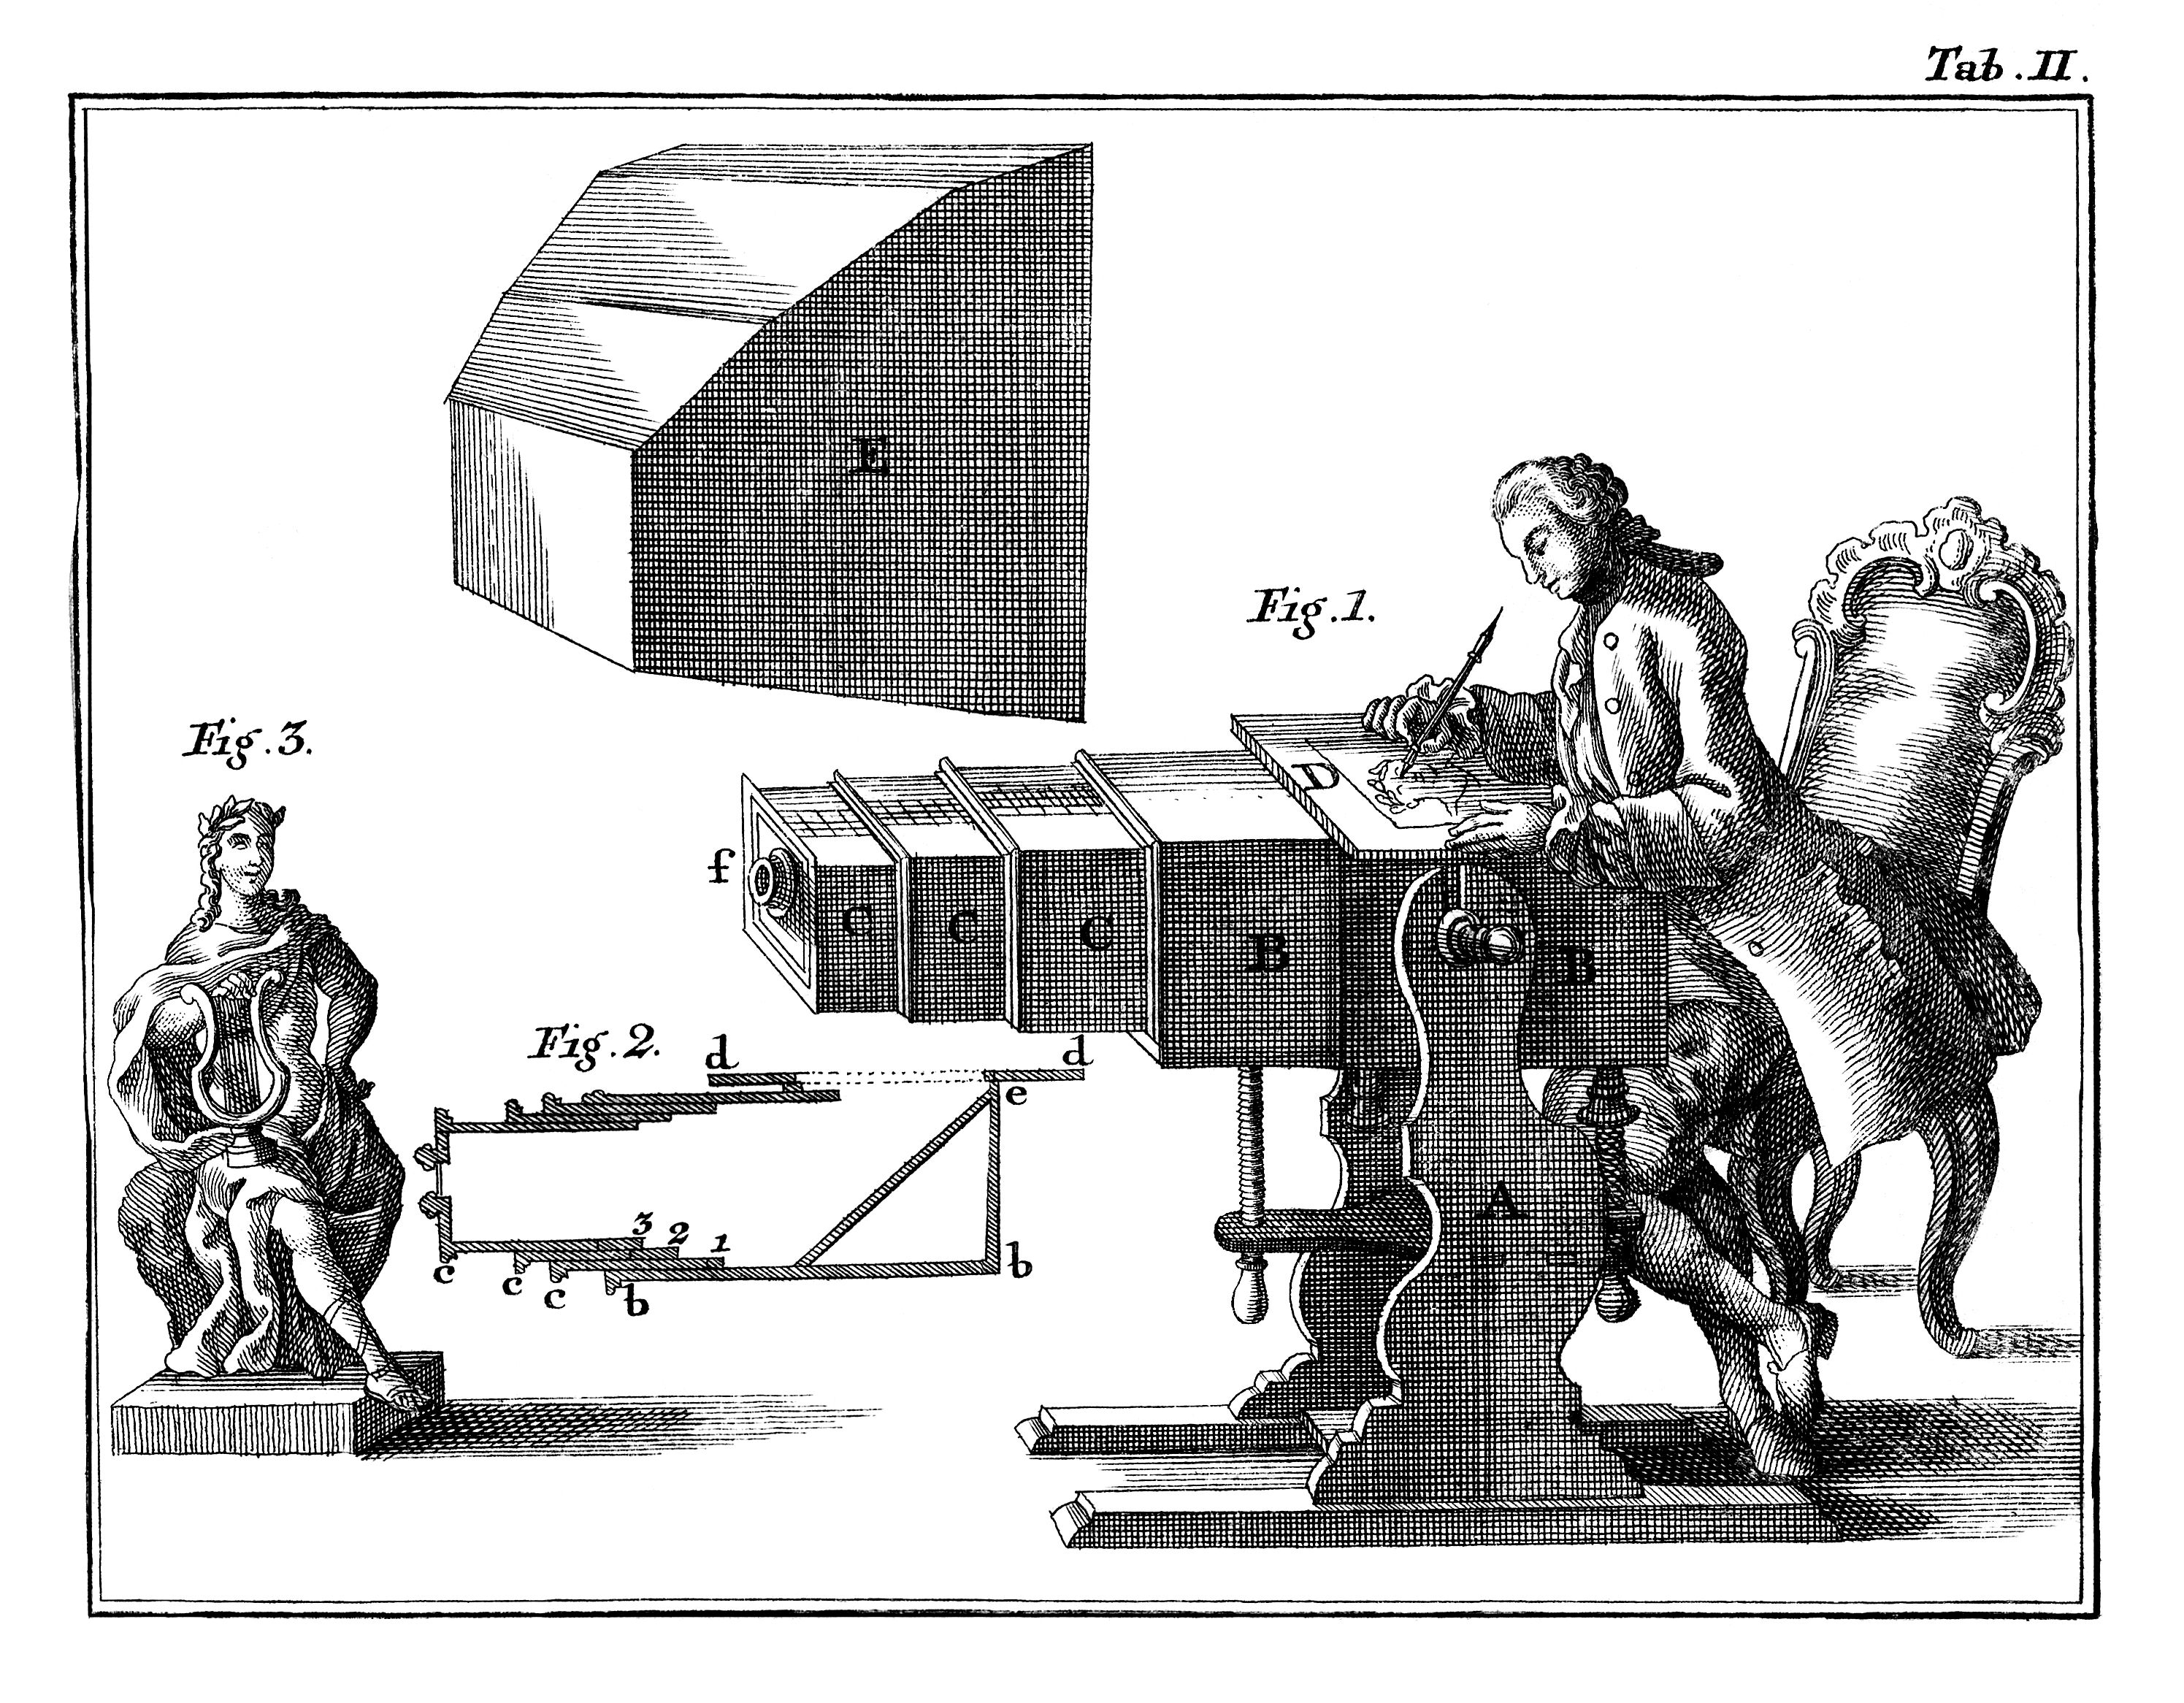 Tab. II.
E
Fig. 1.
Fig. 3.
D
f
C C C B B
Fig. 2.
d d
e
A
3 2 1
c c c b b